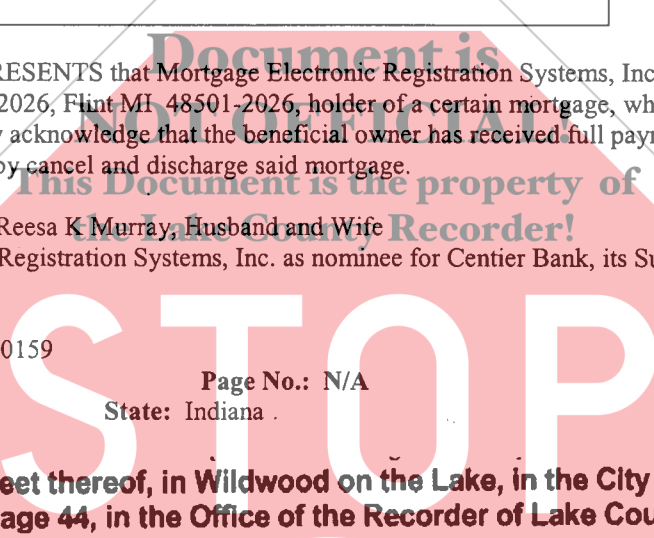 Document is
RESENTS that Mortgage Electronic Registration Systems, Inc
2026, Flint MI 48501-2026, holder of a certain mortgage, wh
NOT OFFICIAL!
y acknowledge that the beneficial owner has received full payn
by cancel and discharge said mortgage.
This Document is the property of
Reesa K Murray, Husband and Wife
the Lake County Recorder!
Registration Systems, Inc. as nominee for Centier Bank, its Su
STOP
0159
Page No.: N/A
State: Indiana .
eet thereof, in Wildwood on the Lake, in the City
age 44, in the Office of the Recorder of Lake Cou